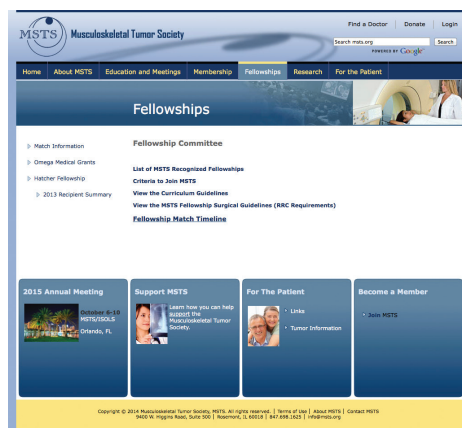 Find a Doctor | Donate | Login
MSTS Musculoskeletal Tumor Society
Search msts.org Search
POWERED BY Google™
Home About MSTS Education and Meetings Membership Fellowships Research For the Patient
Fellowships
Match Information
Omega Medical Grants
Hatcher Fellowship
2013 Recipient Summary
Fellowship Committee
List of MSTS Recognized Fellowships
Criteria to Join MSTS
View the Curriculum Guidelines
View the MSTS Fellowship Surgical Guidelines (RRC Requirements)
Fellowship Match Timeline
2015 Annual Meeting
October 6-10
MSTS/ISOLS
Orlando, FL
Support MSTS
Learn how you can help
support the
Musculoskeletal Tumor
Society.
For The Patient
Links
Tumor Information
Become a Member
Join MSTS
Copyright © 2014 Musculoskeletal Tumor Society, MSTS. All rights reserved. | Terms of Use | About MSTS | Contact MSTS
9400 W. Higgins Road, Suite 500 | Rosemont, IL 60018 | 847.698.1625 | info@msts.org